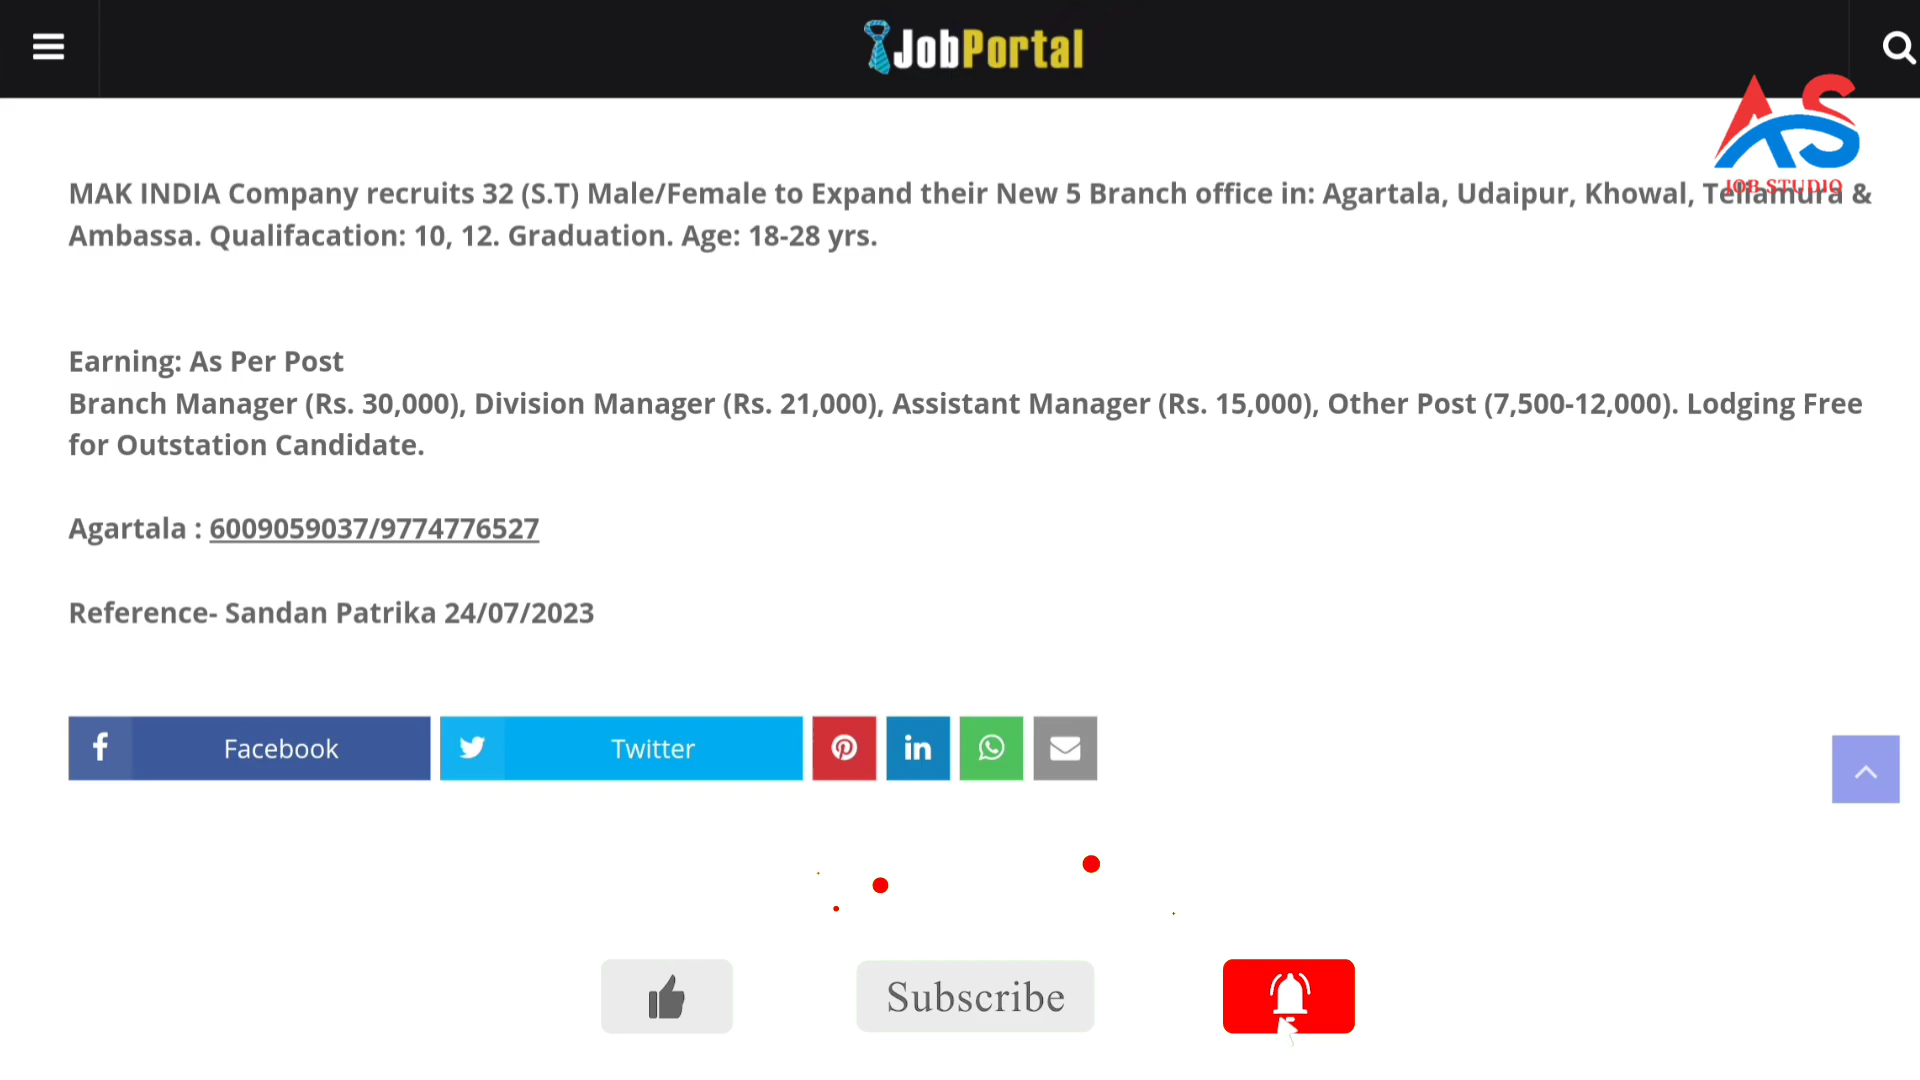 JobPortal
AS
JOB STUDIO
MAK INDIA Company recruits 32 (S.T) Male/Female to Expand their New 5 Branch office in: Agartala, Udaipur, Khowal, Teliamura &
Ambassa. Qualifacation: 10, 12. Graduation. Age: 18-28 yrs.
Earning: As Per Post
Branch Manager (Rs. 30,000), Division Manager (Rs. 21,000), Assistant Manager (Rs. 15,000), Other Post (7,500-12,000). Lodging Free
for Outstation Candidate.
Agartala : 6009059037/9774776527
Reference- Sandan Patrika 24/07/2023
Facebook
Twitter
Subscribe